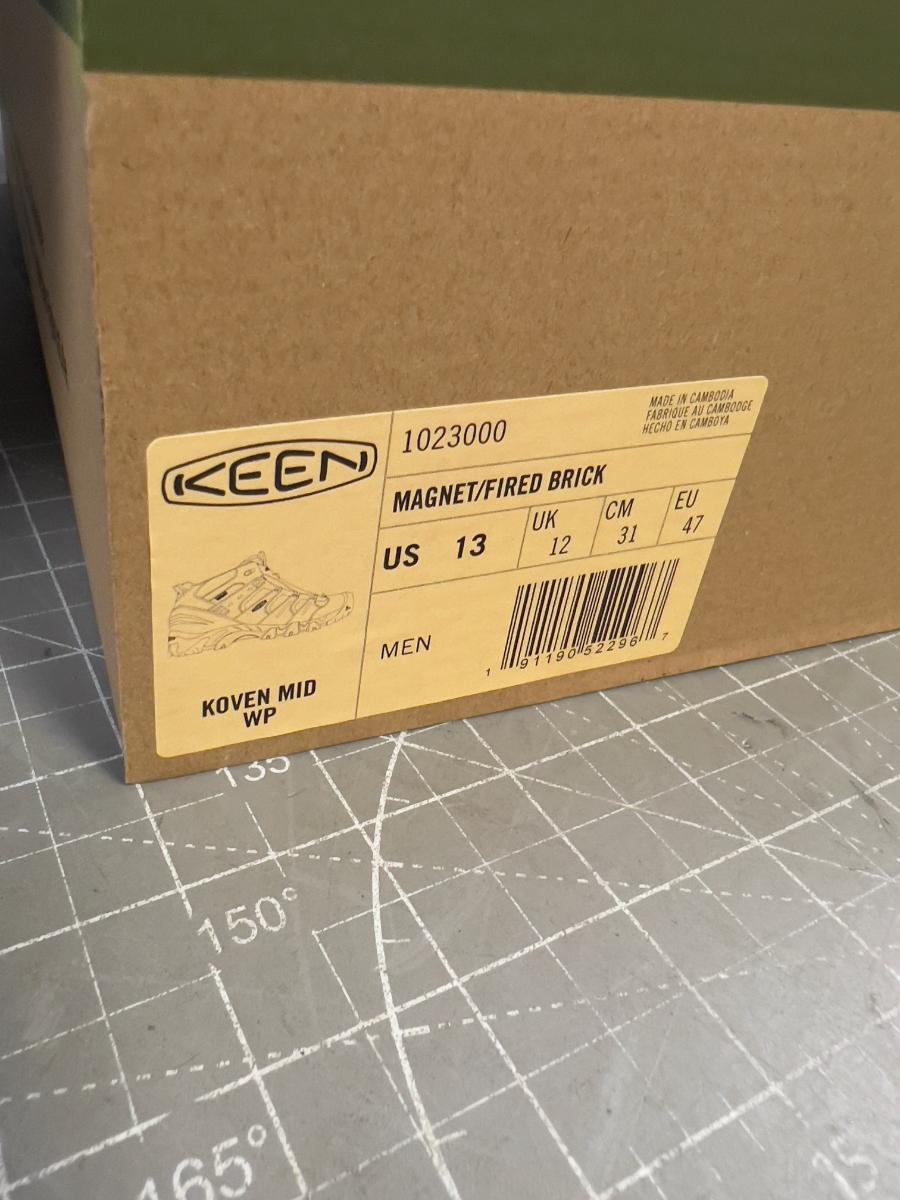 KEEN
1023000
MADE IN CAMBODIA
FABRIQUE AU CAMBODGE
HECHO EN CAMBOYA
MAGNET/FIRED BRICK
US 13
UK 12
CM 31
EU 47
MEN
1 91190 52296 7
KOVEN MID
WP
135
150°
165°
15